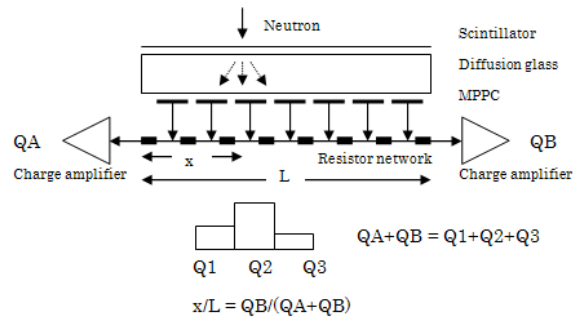 Neutron
Scintillator
Diffusion glass
MPPC
QA
QB
Charge amplifier
x
Resistor network
Charge amplifier
L
QA+QB = Q1+Q2+Q3
Q1 Q2 Q3
x/L = QB/(QA+QB)